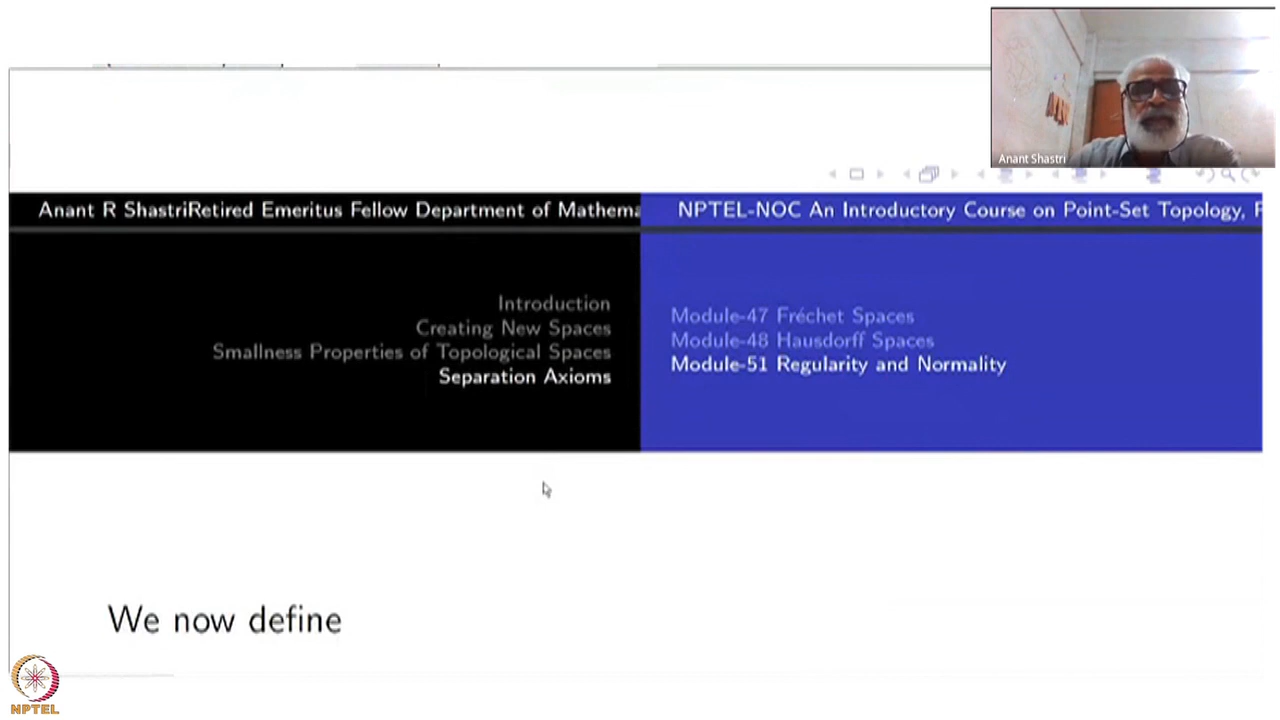 Anant Shastri
Anant R ShastriRetired Emeritus Fellow Department of Mathema
NPTEL-NOC An Introductory Course on Point-Set Topology, P
Introduction
Creating New Spaces
Smallness Properties of Topological Spaces
Separation Axioms
Module-47 Fréchet Spaces
Module-48 Hausdorff Spaces
Module-51 Regularity and Normality
We now define
NPTEL